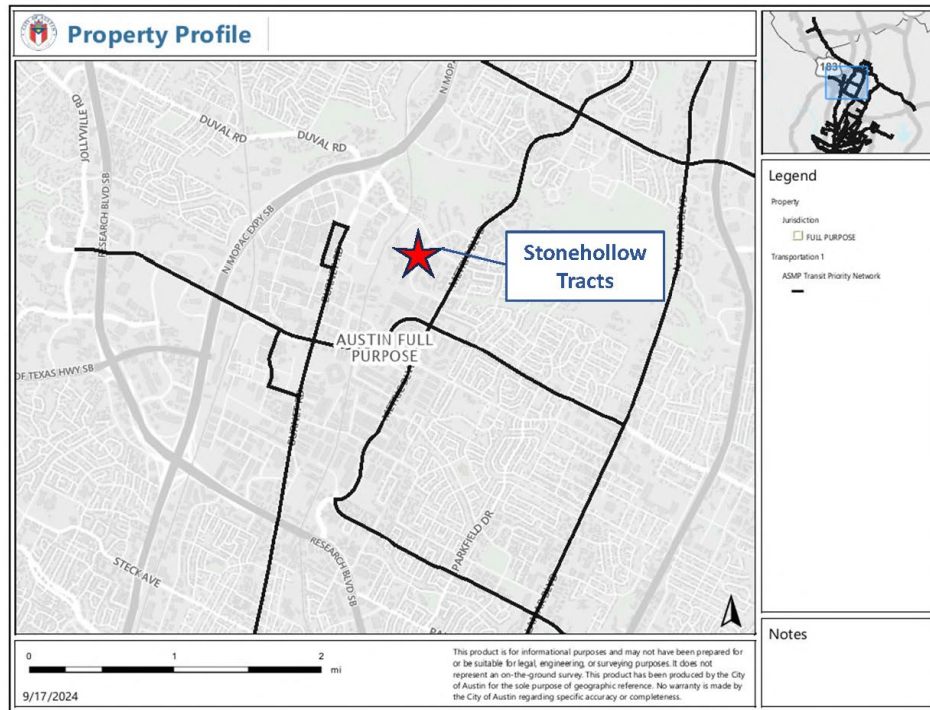 Property Profile
183
JOLLYVILLE RD
RESEARCH BLVD SB
DUVAL RD
DUVAL RD
N MOPAC EXPY SB
N MOPAC
Stonehollow
Tracts
AUSTIN FULL
PURPOSE
OF TEXAS HWY SB
STECK AVE
RESEARCH BLVD SB
PARKFIELD DR
Legend
Property
Jurisdiction
FULL PURPOSE
Transportation 1
ASMP Transit Priority Network
Notes
0 1 2
mi
9/17/2024
This product is for informational purposes and may not have been prepared for
or be suitable for legal, engineering, or surveying purposes. It does not
represent an on-the-ground survey. This product has been produced by the City
of Austin for the sole purpose of geographic reference. No warranty is made by
the City of Austin regarding specific accuracy or completeness.